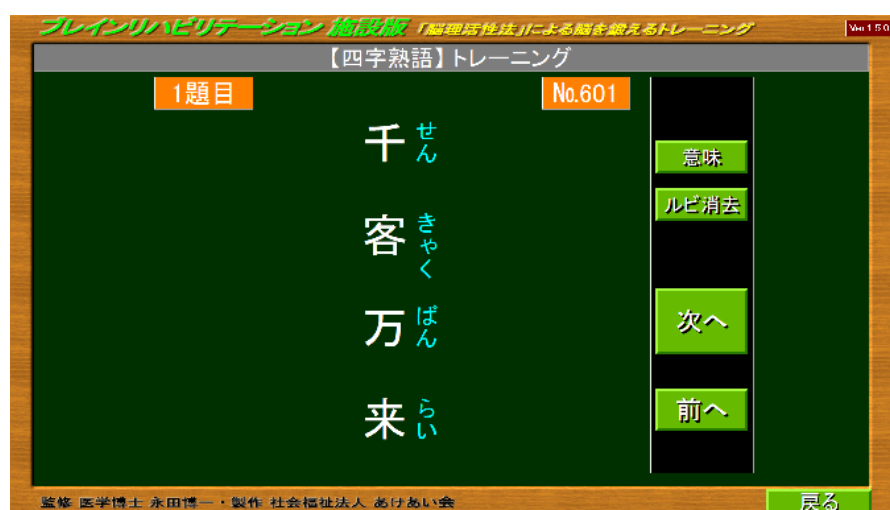 ブレインリハビリテーション 施設版 「脳理活性法」による脳を鍛えるトレーニング
Ver 1.5.0
【四字熟語】トレーニング
1題目
No.601
千客万来
せん
きゃく
ばん
らい
意味
ルビ消去
次へ
前へ
監修 医学博士 永田博一・製作 社会福祉法人 あけあい会
戻る